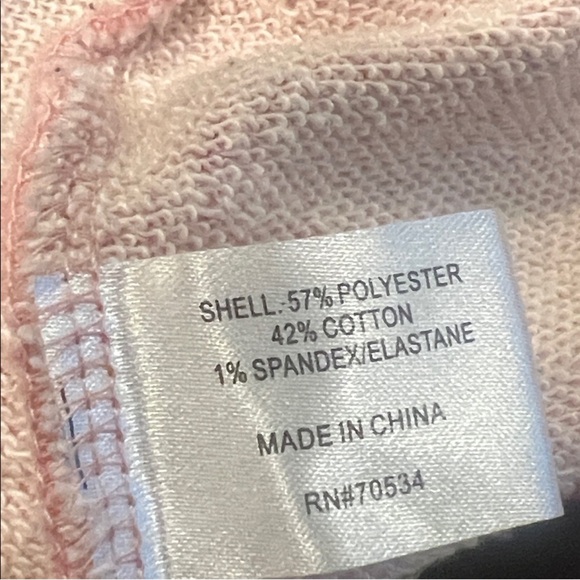 SHELL: 57% POLYESTER
42% COTTON
1% SPANDEX/ELASTANE
MADE IN CHINA
RN#70534